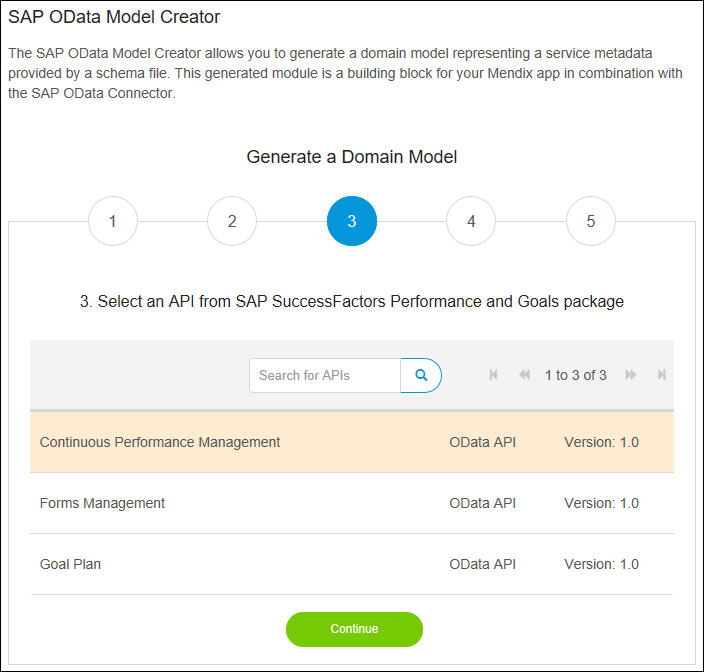 SAP OData Model Creator
The SAP OData Model Creator allows you to generate a domain model representing a service metadata
provided by a schema file. This generated module is a building block for your Mendix app in combination with
the SAP OData Connector.
Generate a Domain Model
1 2 3 4 5
3. Select an API from SAP SuccessFactors Performance and Goals package
Search for APIs 1 to 3 of 3
Continuous Performance Management OData API Version: 1.0
Forms Management OData API Version: 1.0
Goal Plan OData API Version: 1.0
Continue